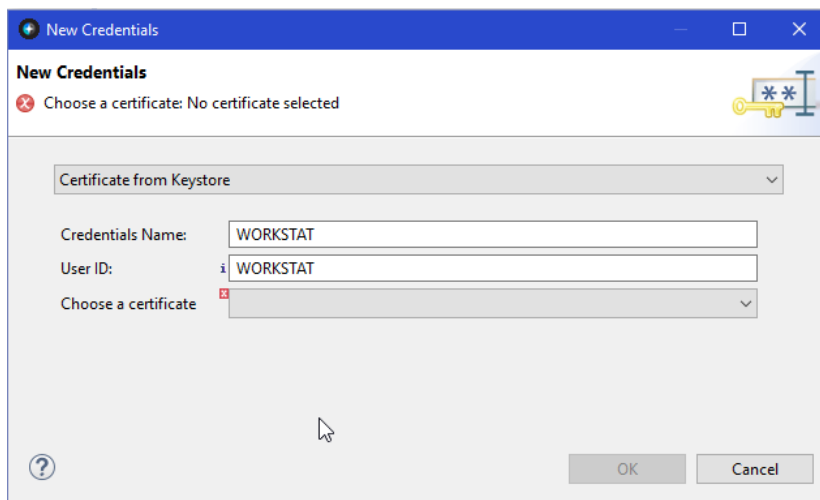 New Credentials
New Credentials
Choose a certificate: No certificate selected
**
Certificate from Keystore
Credentials Name: WORKSTAT
User ID: i WORKSTAT
Choose a certificate
? OK Cancel